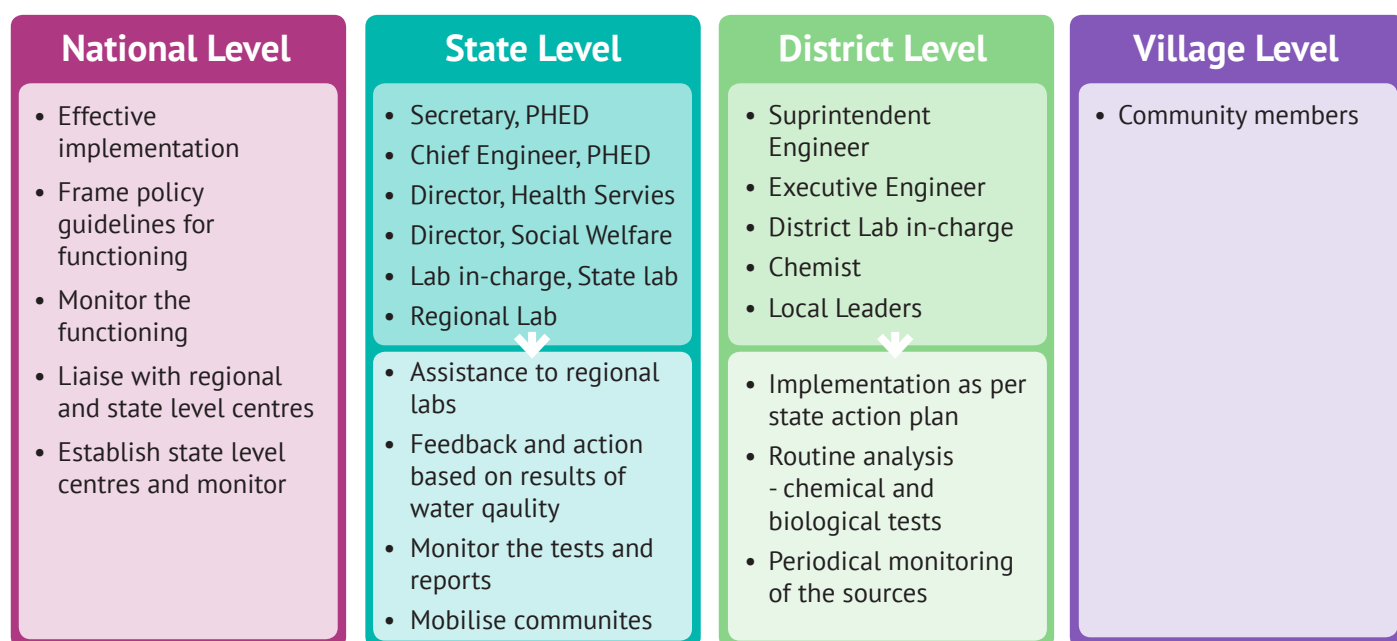 National Level
• Effective
implementation
• Frame policy
guidelines for
functioning
• Monitor the
functioning
• Liaise with regional
and state level centres
• Establish state level
centres and monitor
State Level
• Secretary, PHED
• Chief Engineer, PHED
• Director, Health Servies
• Director, Social Welfare
• Lab in-charge, State lab
• Regional Lab
• Assistance to regional
labs
• Feedback and action
based on results of
water qaulity
• Monitor the tests and
reports
• Mobilise communites
District Level
• Suprintendent
Engineer
• Executive Engineer
• District Lab in-charge
• Chemist
• Local Leaders
• Implementation as per
state action plan
• Routine analysis
- chemical and
biological tests
• Periodical monitoring
of the sources
Village Level
• Community members